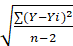 √(∑(Y−Yi)² / (n−2))